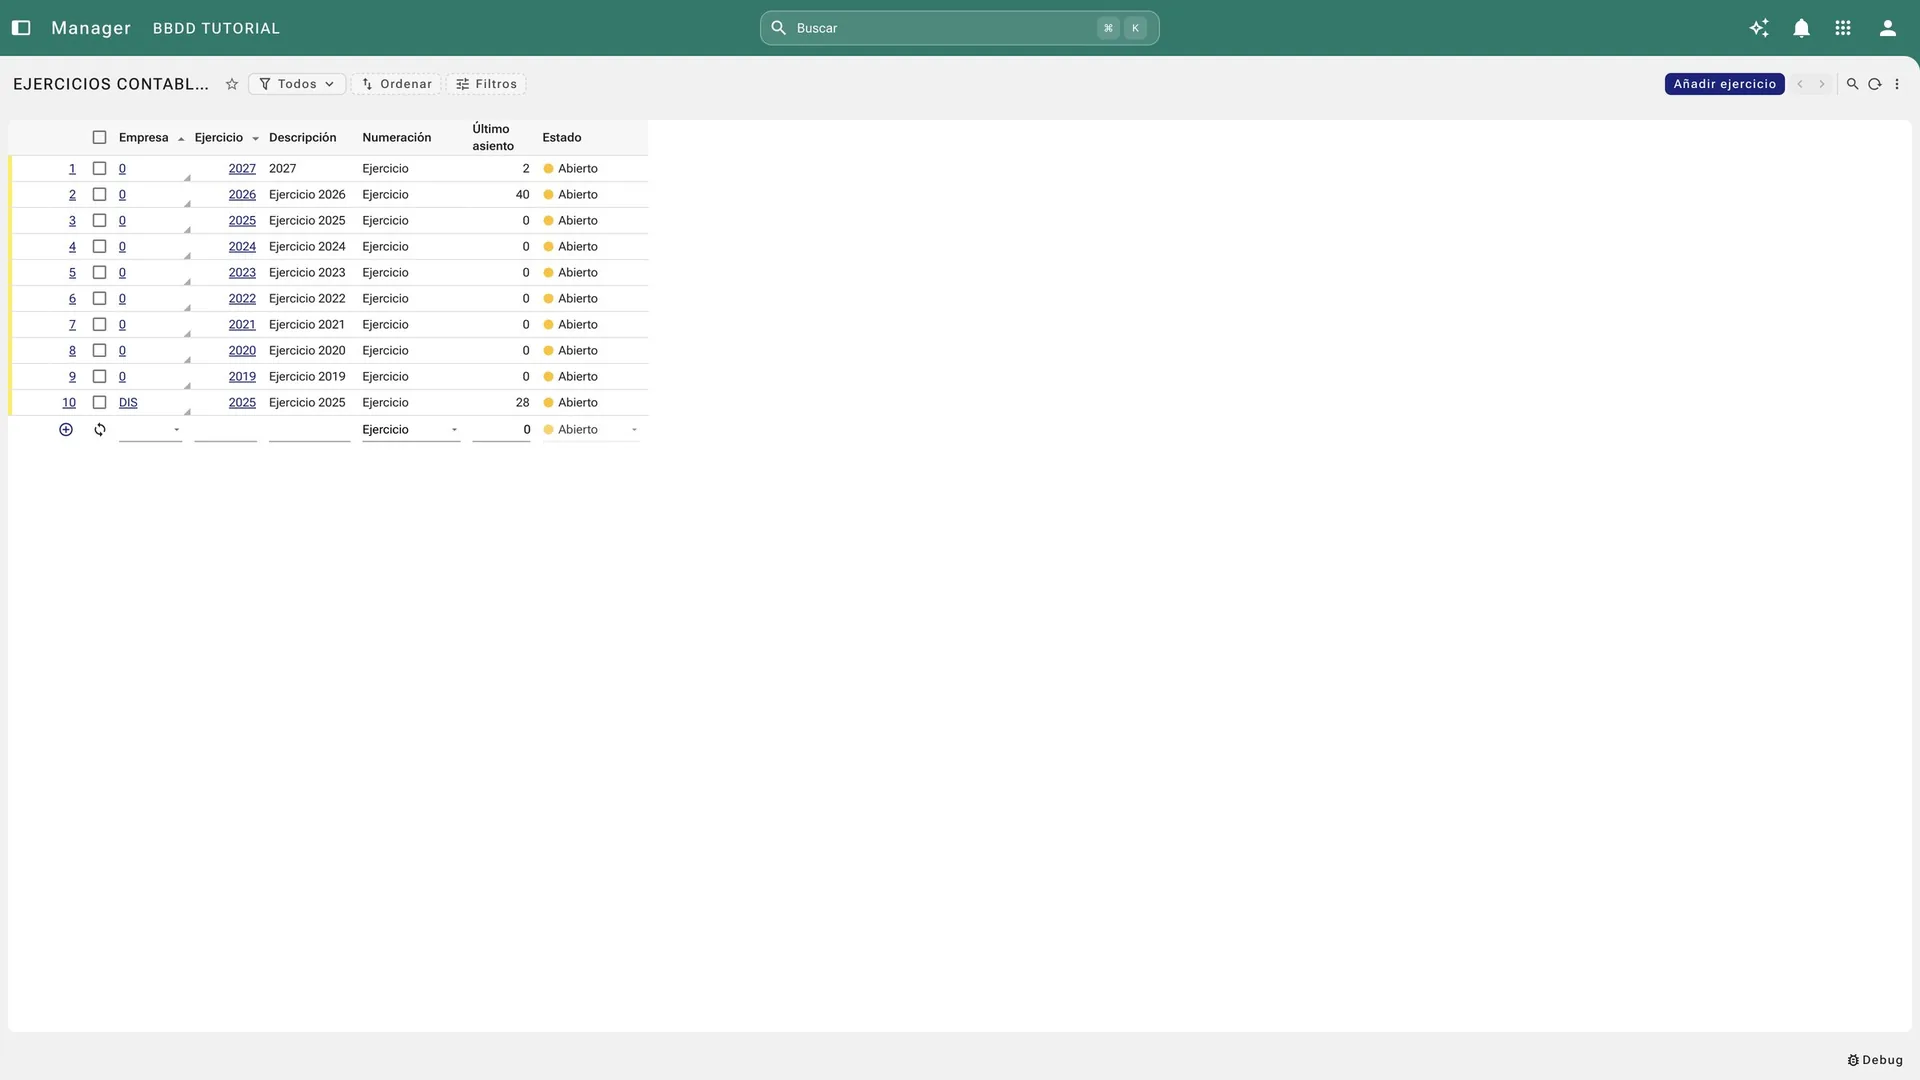 Manager BBDD TUTORIAL Buscar ⌘ K
EJERCICIOS CONTABL... Todos Ordenar Filtros Añadir ejercicio
Empresa Ejercicio Descripción Numeración Último asiento Estado
1 0 2027 2027 Ejercicio 2 Abierto
2 0 2026 Ejercicio 2026 Ejercicio 40 Abierto
3 0 2025 Ejercicio 2025 Ejercicio 0 Abierto
4 0 2024 Ejercicio 2024 Ejercicio 0 Abierto
5 0 2023 Ejercicio 2023 Ejercicio 0 Abierto
6 0 2022 Ejercicio 2022 Ejercicio 0 Abierto
7 0 2021 Ejercicio 2021 Ejercicio 0 Abierto
8 0 2020 Ejercicio 2020 Ejercicio 0 Abierto
9 0 2019 Ejercicio 2019 Ejercicio 0 Abierto
10 DIS 2025 Ejercicio 2025 Ejercicio 28 Abierto
Ejercicio 0 Abierto
Debug